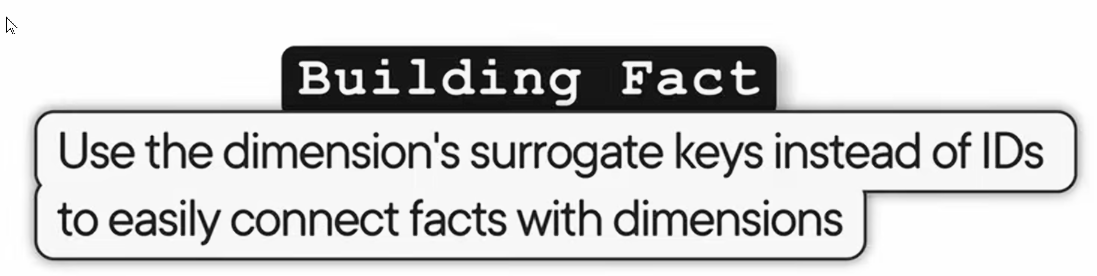 Building Fact
Use the dimension's surrogate keys instead of IDs
to easily connect facts with dimensions